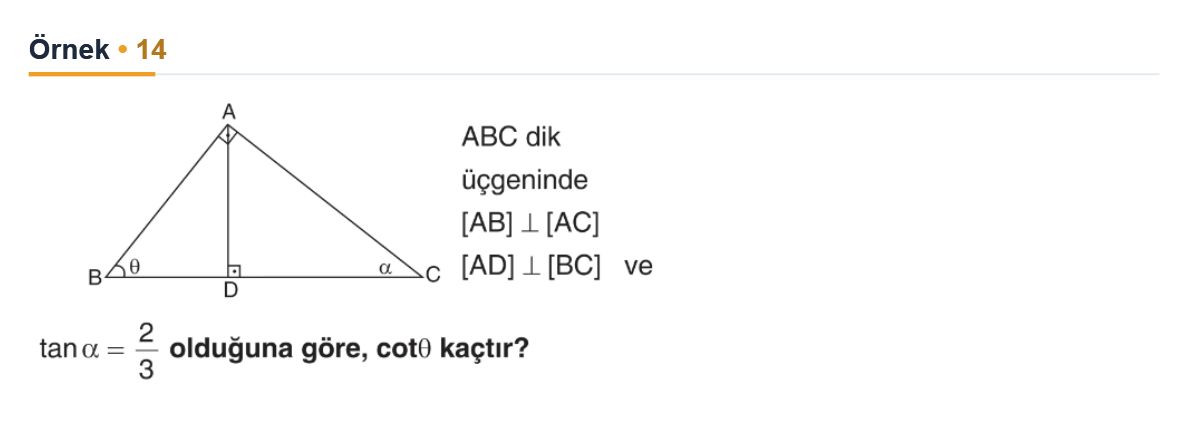 Örnek • 14
A
ABC dik
üçgeninde
[AB] ⊥ [AC]
B θ D α C [AD] ⊥ [BC] ve
tan α = 2/3 olduğuna göre, cotθ kaçtır?